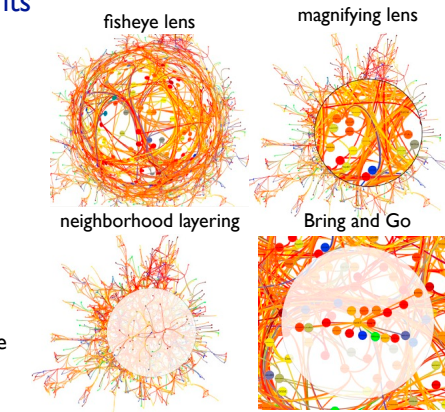 fisheye lens
magnifying lens
neighborhood layering
Bring and Go